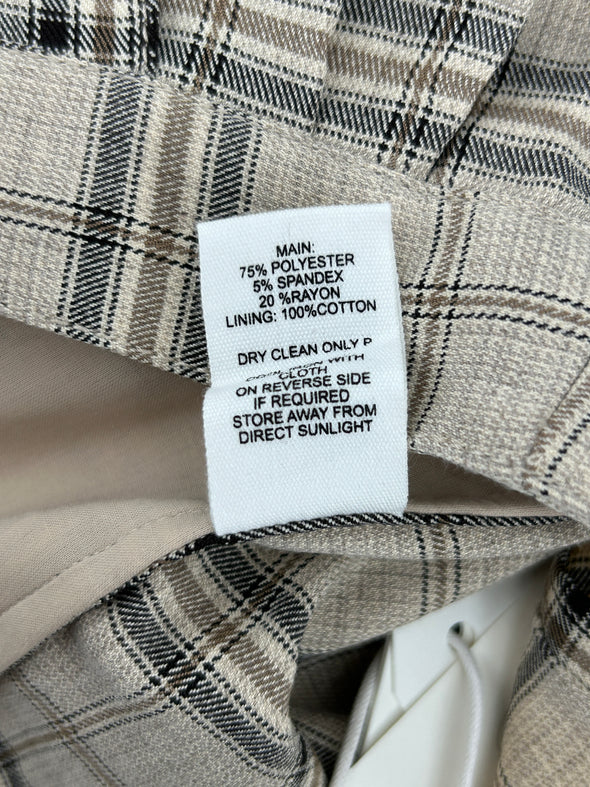 MAIN:
75% POLYESTER
5% SPANDEX
20 %RAYON
LINING: 100%COTTON
DRY CLEAN ONLY P
WITH
CLOTH
ON REVERSE SIDE
IF REQUIRED
STORE AWAY FROM
DIRECT SUNLIGHT